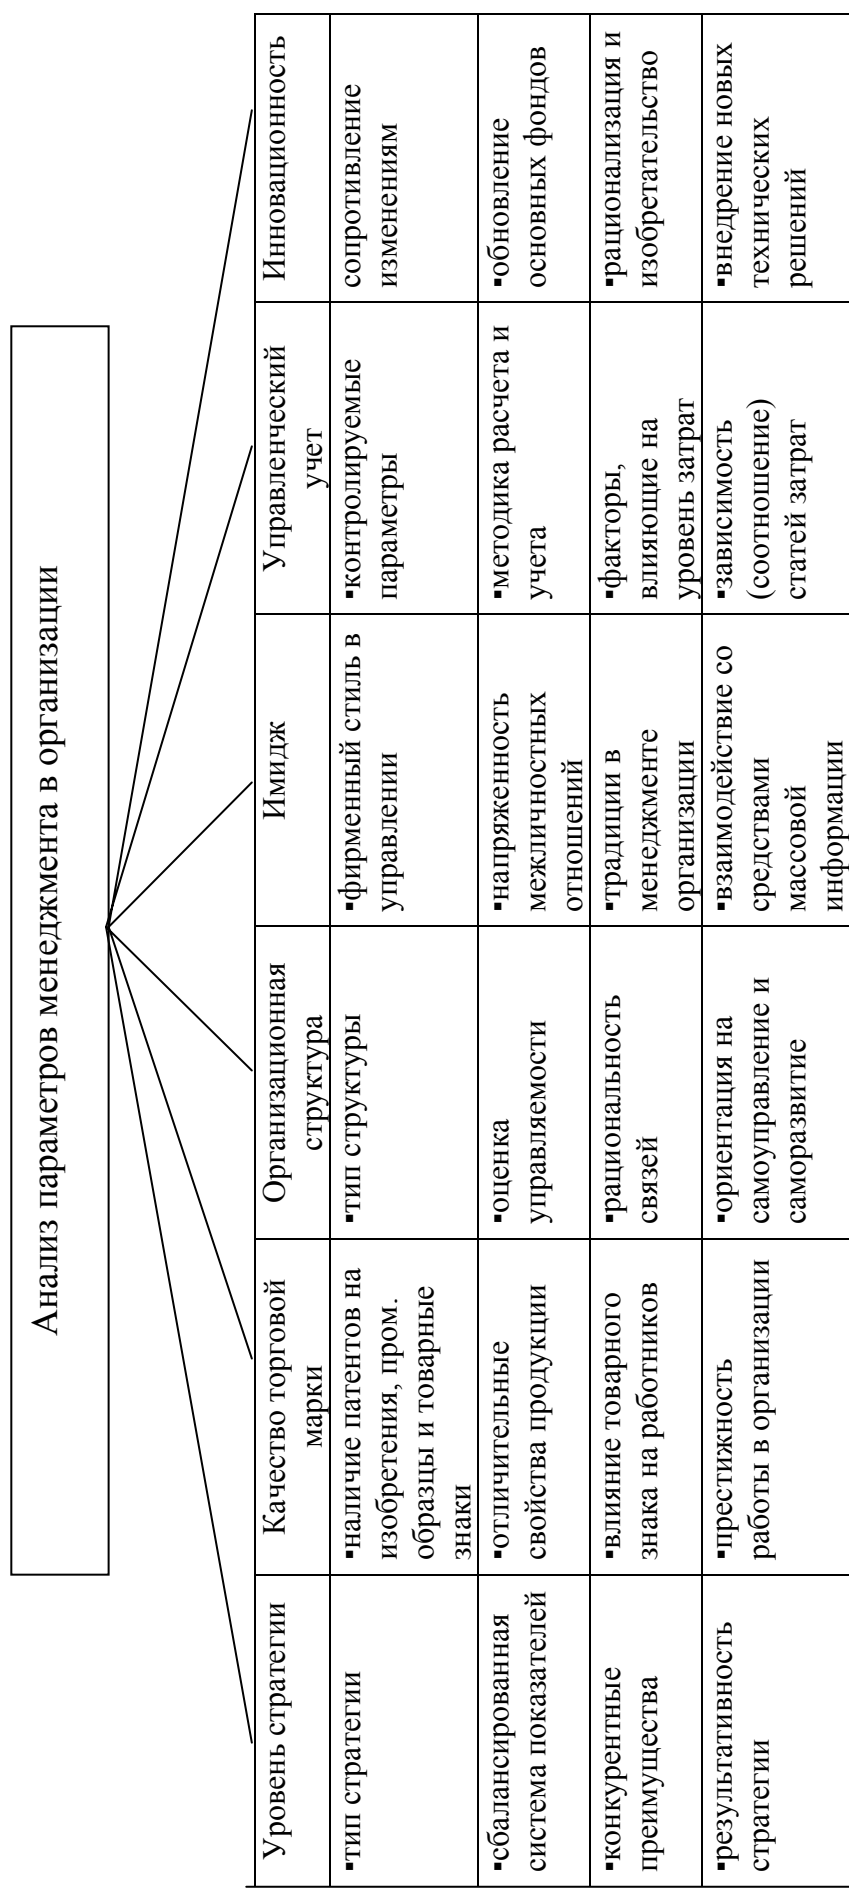 Анализ параметров менеджмента в организации
Уровень стратегии
Качество торговой
марки
Организационная
структура
Имидж
Управленческий
учет
Инновационность
▪тип стратегии
▪наличие патентов на
изобретения, пром.
образцы и товарные
знаки
▪тип структуры
▪фирменный стиль в
управлении
▪контролируемые
параметры
сопротивление
изменениям
▪сбалансированная
система показателей
▪отличительные
свойства продукции
▪оценка
управляемости
▪напряженность
межличностных
отношений
▪методика расчета и
учета
▪обновление
основных фондов
▪конкурентные
преимущества
▪влияние товарного
знака на работников
▪рациональность
связей
▪традиции в
менеджменте
организации
▪факторы,
влияющие на
уровень затрат
▪рационализация и
изобретательство
▪результативность
стратегии
▪престижность
работы в организации
▪ориентация на
самоуправление и
саморазвитие
▪взаимодействие со
средствами
массовой
информации
▪зависимость
(соотношение)
статей затрат
▪внедрение новых
технических
решений